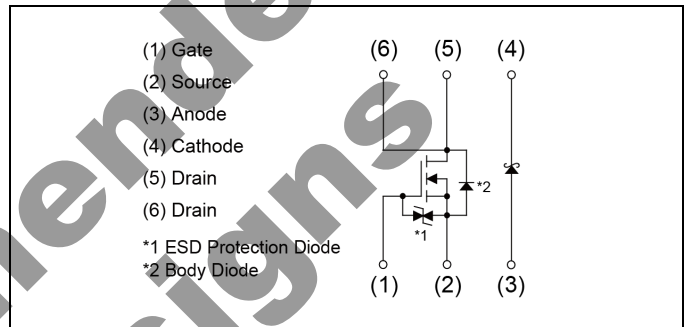 (1) Gate
(2) Source
(3) Anode
(4) Cathode
(5) Drain
(6) Drain
*1 ESD Protection Diode
*2 Body Diode
(6) (5) (4)
*2
*1
(1) (2) (3)